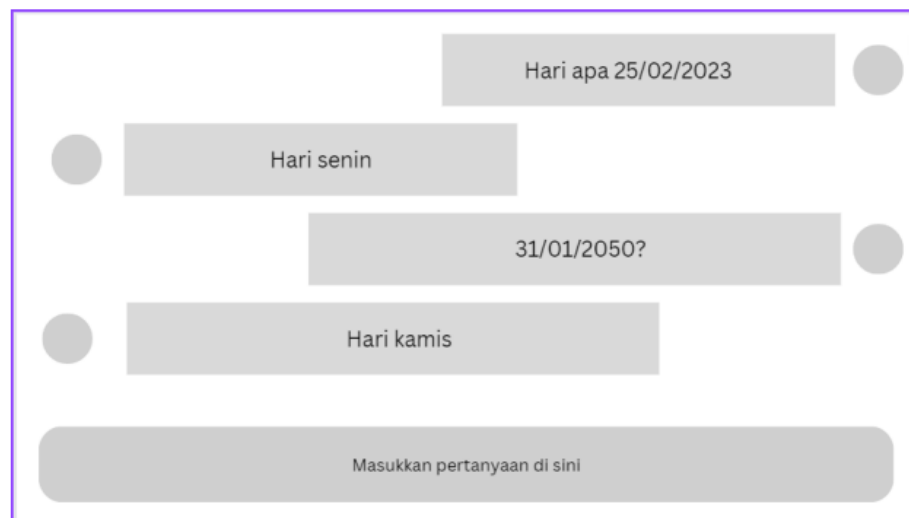 Hari apa 25/02/2023
Hari senin
31/01/2050?
Hari kamis
Masukkan pertanyaan di sini